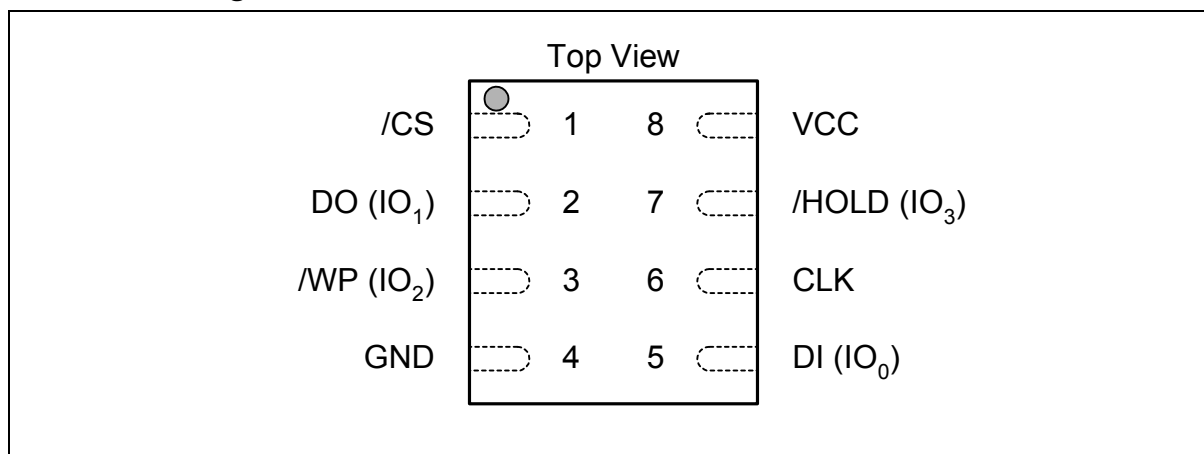 Top View
/CS 1 8 VCC
DO (IO₁) 2 7 /HOLD (IO₃)
/WP (IO₂) 3 6 CLK
GND 4 5 DI (IO₀)